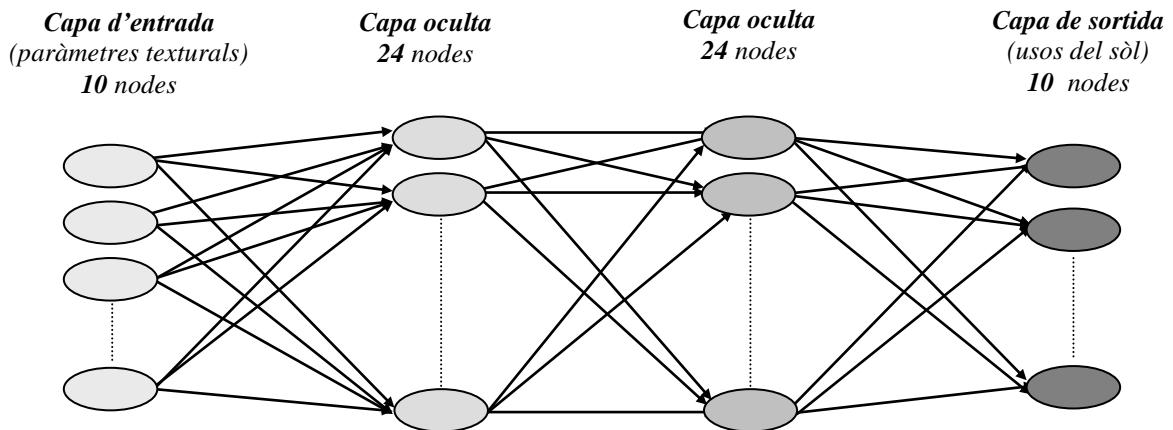 Capa d'entrada
(paràmetres texturals)
10 nodes
Capa oculta
24 nodes
Capa oculta
24 nodes
Capa de sortida
(usos del sòl)
10 nodes